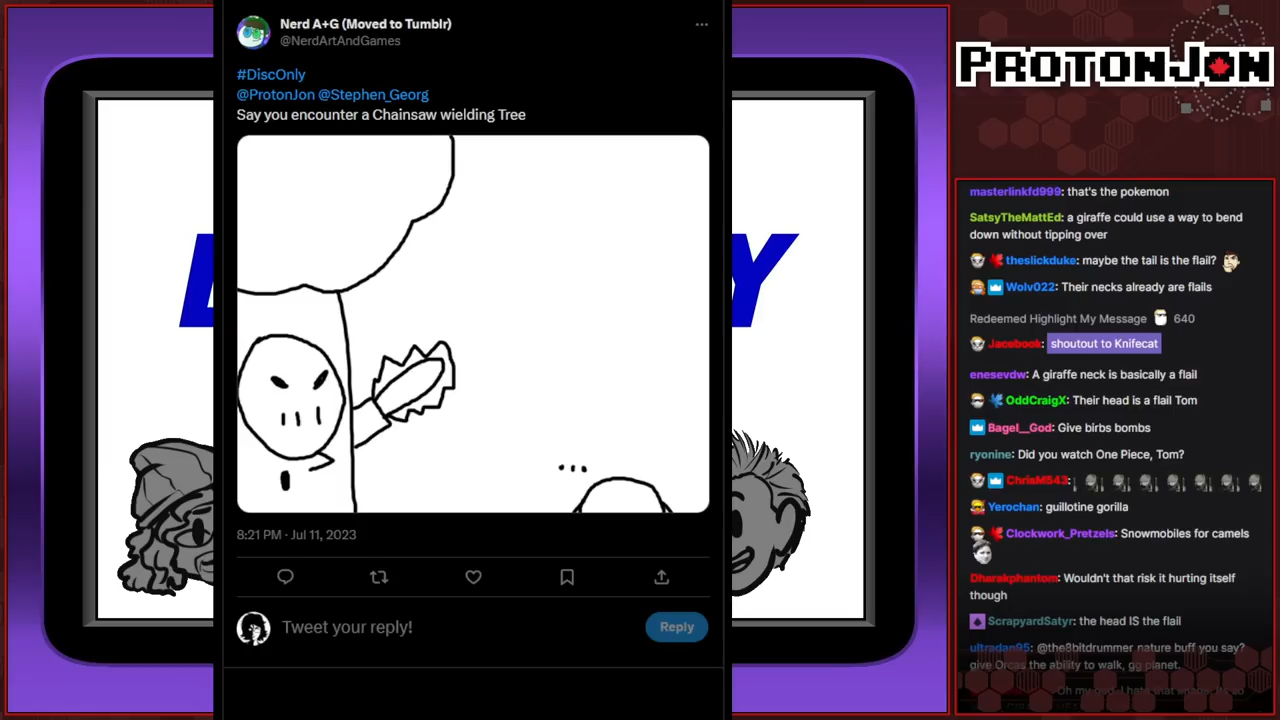 Nerd A+G (Moved to Tumblr)
@NerdArtAndGames
#DiscOnly
@ProtonJon @Stephen_Georg
Say you encounter a Chainsaw wielding Tree
...
8:21 PM · Jul 11, 2023
Tweet your reply!
Reply
Y
PROTONJON
masterlinkfd999: that's the pokemon
SatsyTheMattEd: a giraffe could use a way to bend
down without tipping over
theslickduke: maybe the tail is the flail?
Wolv022: Their necks already are flails
Redeemed Highlight My Message 640
Jacebook: shoutout to Knifecat
enesevdw: A giraffe neck is basically a flail
OddCraigX: Their head is a flail Tom
Bagel__God: Give birbs bombs
ryonine: Did you watch One Piece, Tom?
ChrisM543:
Yerochan: guillotine gorilla
Clockwork_Pretzels: Snowmobiles for camels
Dharakphantom: Wouldn't that risk it hurting itself
though
ScrapyardSatyr: the head IS the flail
ultradan95: @the8bitdrummer nature buff you say?
give Orcas the ability to walk, gg planet.